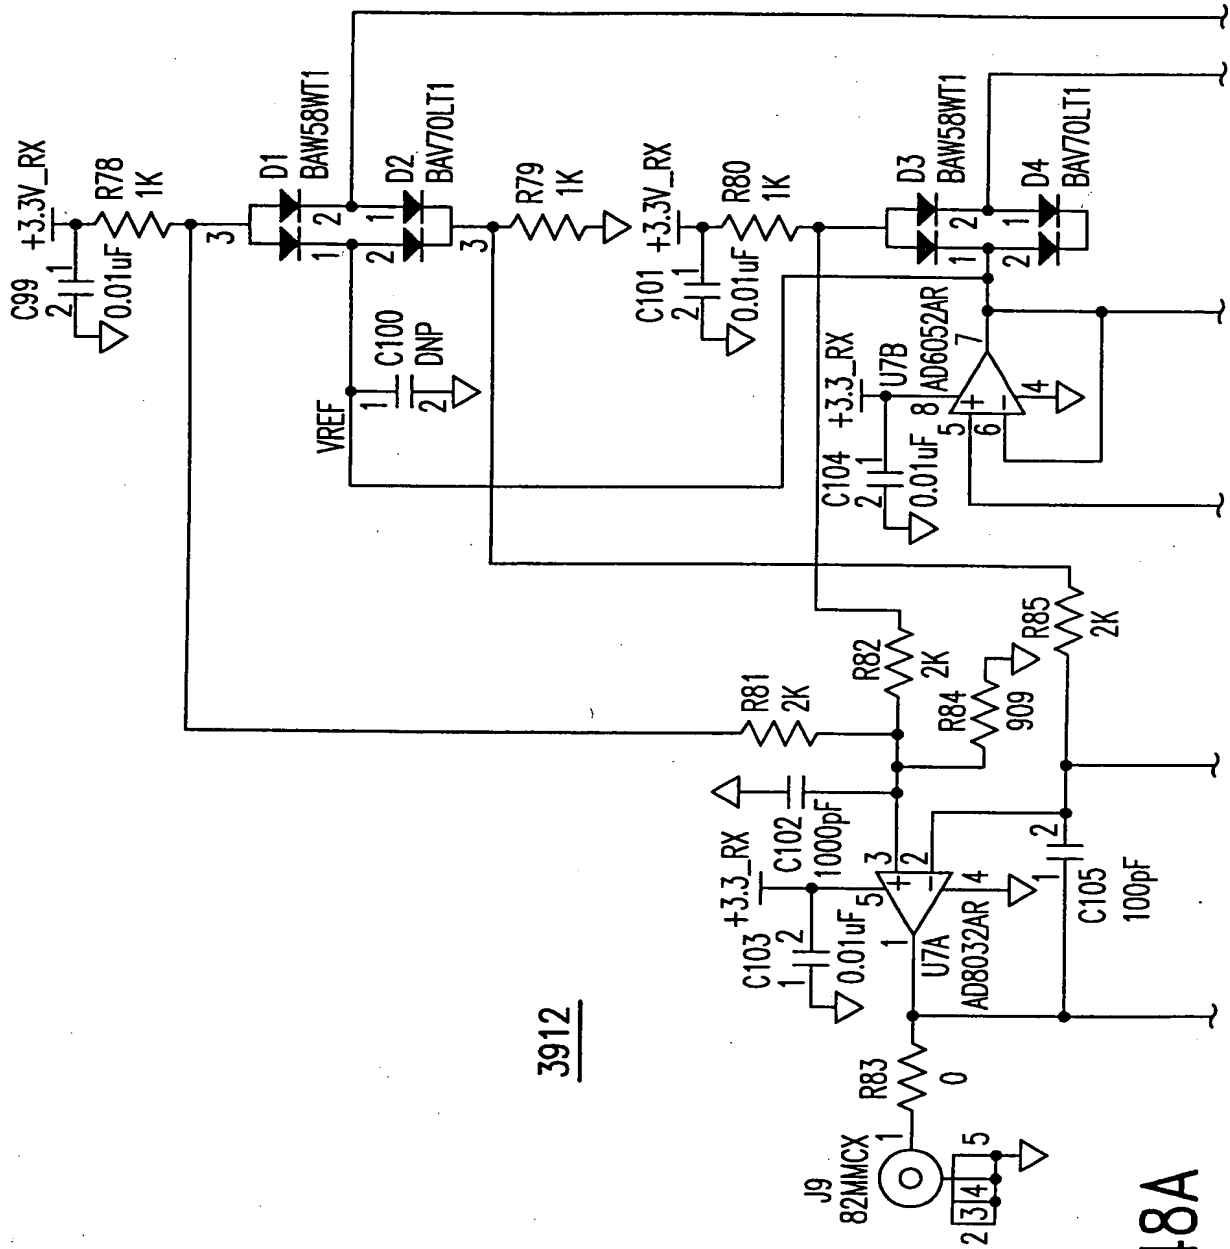 +3.3V_RX
C99
2
1
0.01uF
R78
1K
3
D1
BAW58WT1
1
2
D2
BAV70LT1
2
1
3
VREF
C100
DNP
1
2
R79
1K
+3.3V_RX
C101
2
1
0.01uF
R80
1K
D3
BAW58WT1
1
2
D4
BAV70LT1
2
1
+3.3_RX
C104
2
1
0.01uF
U7B
AD6052AR
8
5
+
6
-
7
4
R81
2K
R82
2K
R84
909
R85
2K
C102
1000pF
+3.3_RX
C103
1
2
0.01uF
3
2
5
+
-
1
4
U7A
AD8032AR
C105
100pF
1
2
R83
0
J9
82MMCX
1
2
3
4
5
3912
48A